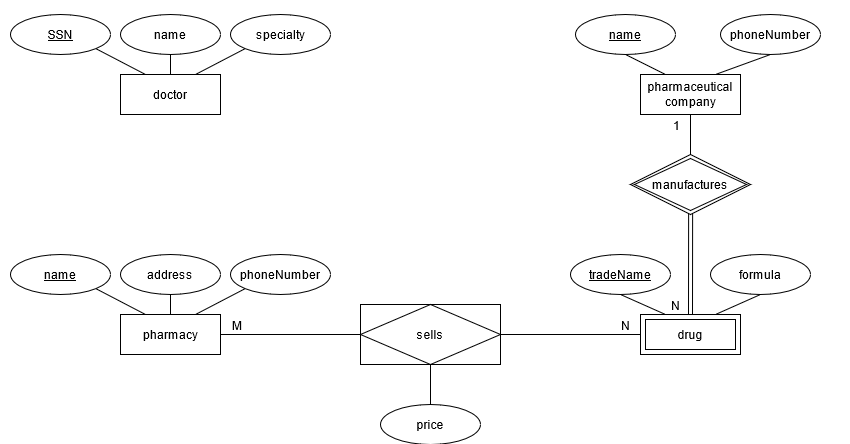 SSN
name
specialty
name
phoneNumber
doctor
pharmaceutical
company
1
manufactures
name
address
phoneNumber
tradeName
formula
N
pharmacy
M
sells
N
drug
price